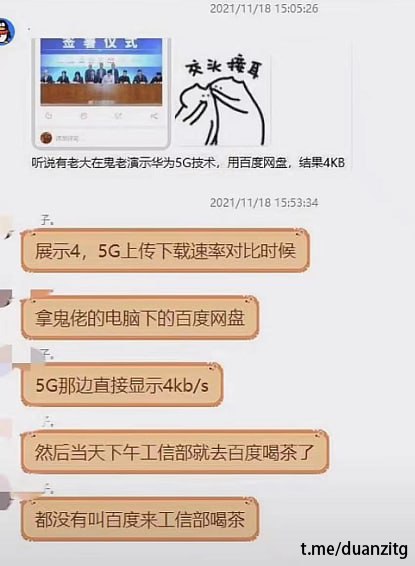 2021/11/18 15:05:26
签署仪式
交头接耳
听说有老大在鬼老演示华为5G技术，用百度网盘，结果4KB
2021/11/18 15:53:34
子。
展示4，5G上传下载速率对比时候
拿鬼佬的电脑下的百度网盘
子。
5G那边直接显示4kb/s
子。
然后当天下午工信部就去百度喝茶了
都没有叫百度来工信部喝茶
t.me/duanzitg